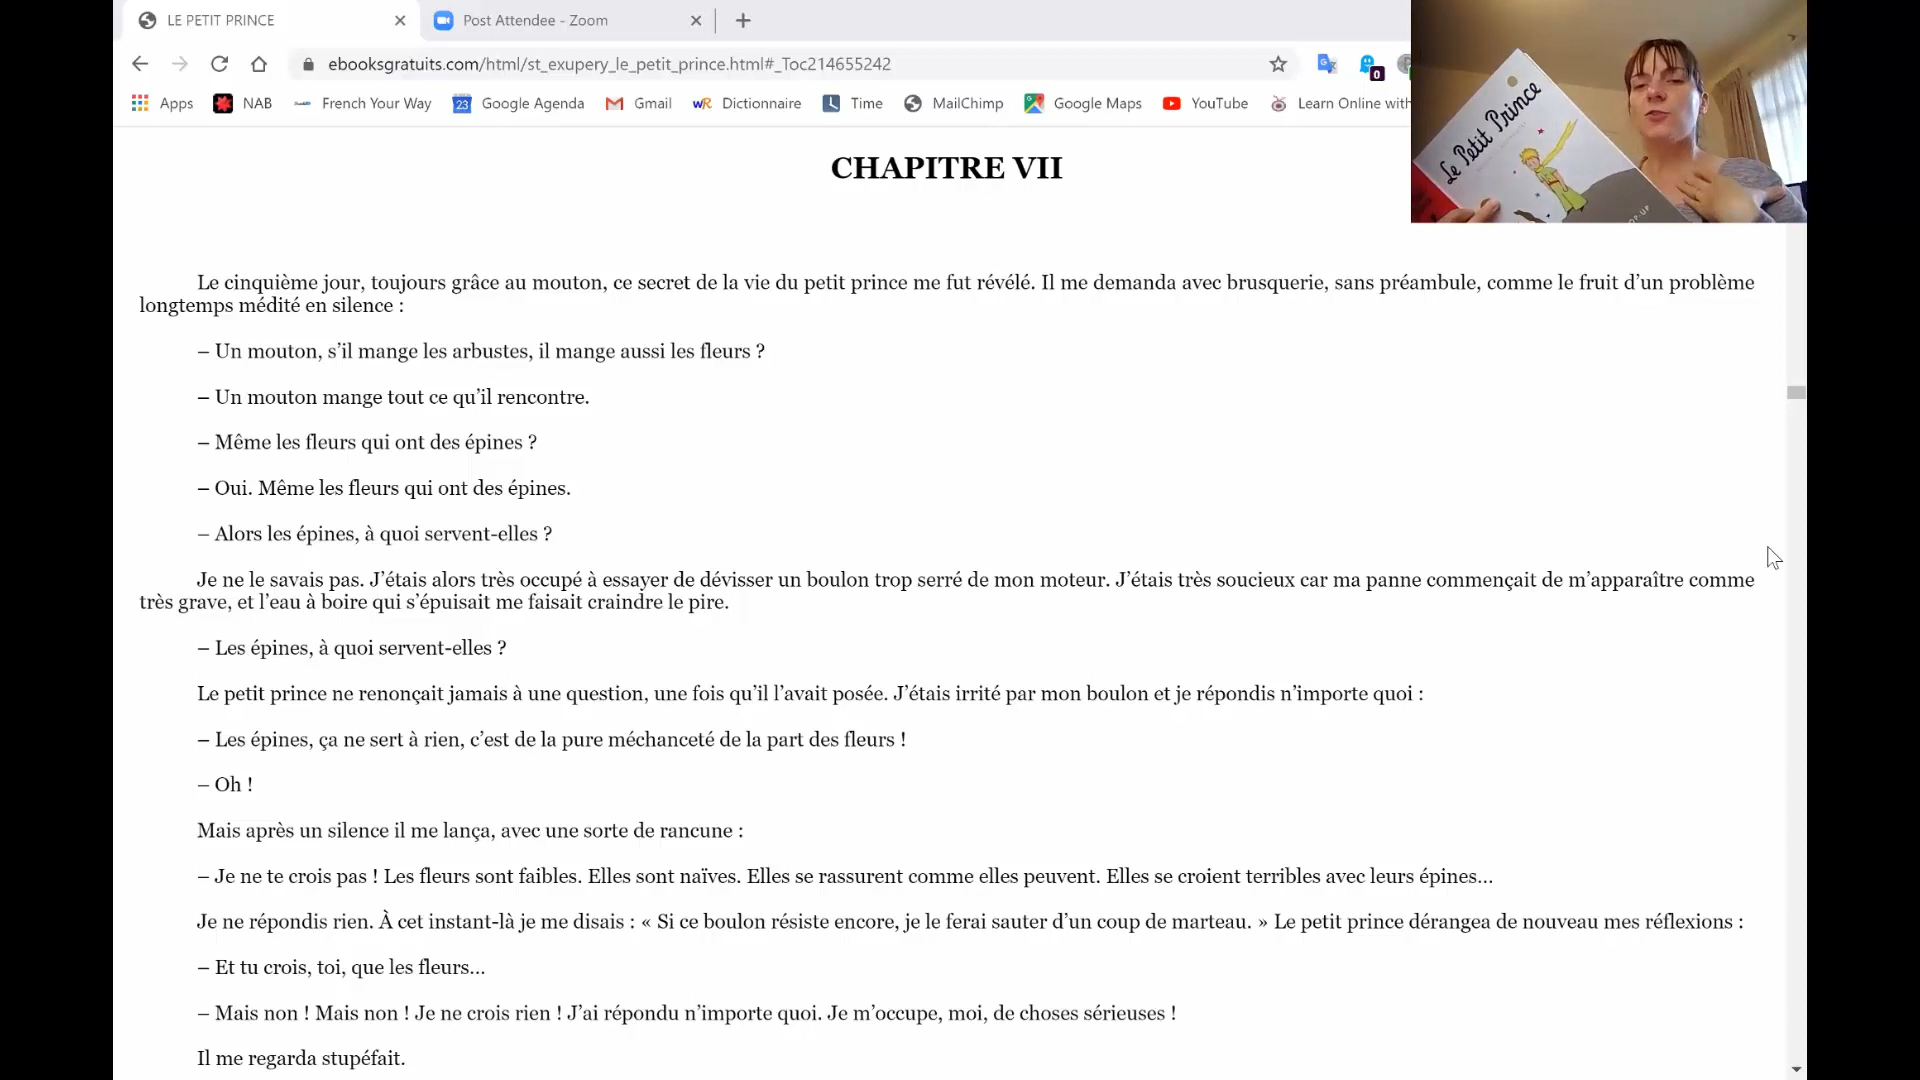 LE PETIT PRINCE
Post Attendee - Zoom
ebooksgratuits.com/html/st_exupery_le_petit_prince.html#_Toc214655242
0
Apps
NAB
French Your Way
23
Google Agenda
Gmail
WR
Dictionnaire
Time
MailChimp
Google Maps
YouTube
Learn Online with
Le Petit Prince
OP-UP
CHAPITRE VII
Le cinquième jour, toujours grâce au mouton, ce secret de la vie du petit prince me fut révélé. Il me demanda avec brusquerie, sans préambule, comme le fruit d’un problème
longtemps médité en silence :
– Un mouton, s’il mange les arbustes, il mange aussi les fleurs ?
– Un mouton mange tout ce qu’il rencontre.
– Même les fleurs qui ont des épines ?
– Oui. Même les fleurs qui ont des épines.
– Alors les épines, à quoi servent-elles ?
Je ne le savais pas. J’étais alors très occupé à essayer de dévisser un boulon trop serré de mon moteur. J’étais très soucieux car ma panne commençait de m’apparaître comme
très grave, et l’eau à boire qui s’épuisait me faisait craindre le pire.
– Les épines, à quoi servent-elles ?
Le petit prince ne renonçait jamais à une question, une fois qu’il l’avait posée. J’étais irrité par mon boulon et je répondis n’importe quoi :
– Les épines, ça ne sert à rien, c’est de la pure méchanceté de la part des fleurs !
– Oh !
Mais après un silence il me lança, avec une sorte de rancune :
– Je ne te crois pas ! Les fleurs sont faibles. Elles sont naïves. Elles se rassurent comme elles peuvent. Elles se croient terribles avec leurs épines…
Je ne répondis rien. À cet instant-là je me disais : « Si ce boulon résiste encore, je le ferai sauter d’un coup de marteau. » Le petit prince dérangea de nouveau mes réflexions :
– Et tu crois, toi, que les fleurs…
– Mais non ! Mais non ! Je ne crois rien ! J’ai répondu n’importe quoi. Je m’occupe, moi, de choses sérieuses !
Il me regarda stupéfait.